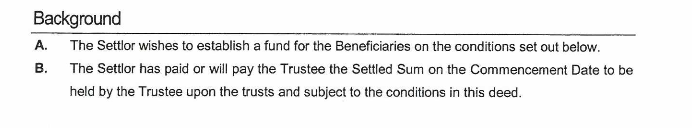 Background
A. The Settlor wishes to establish a fund for the Beneficiaries on the conditions set out below.
B. The Settlor has paid or will pay the Trustee the Settled Sum on the Commencement Date to be
held by the Trustee upon the trusts and subject to the conditions in this deed.